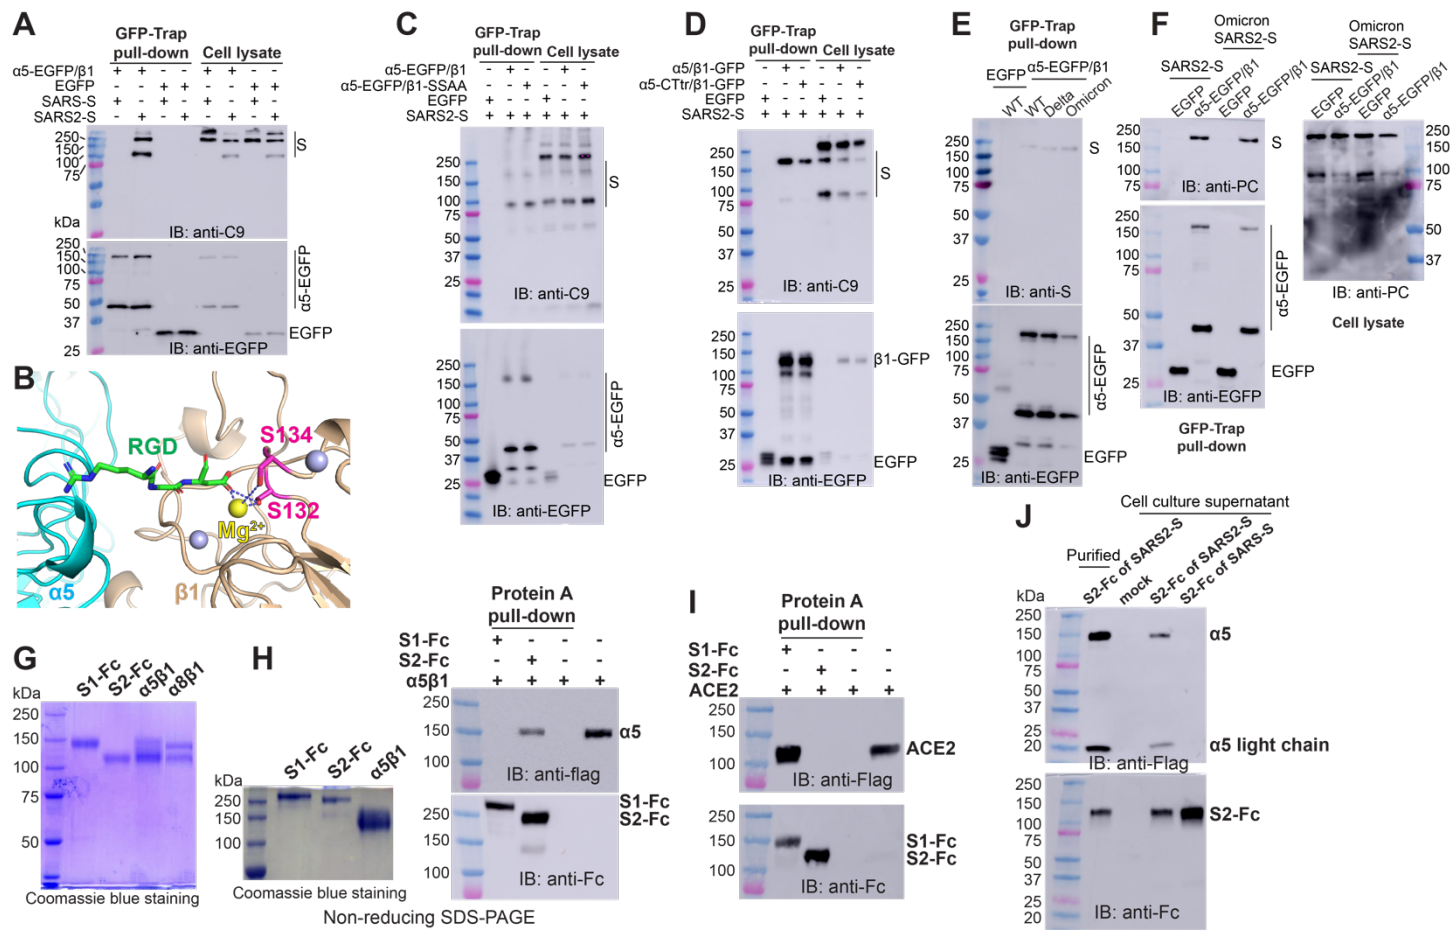 A
GFP-Trap
pull-down
Cell lysate
α5-EGFP/β1 + + - - + + - -
EGFP - - + + - - + +
SARS-S + - + - + - + -
SARS2-S - + - + - + - +
250
150
100
75
S
kDa
IB: anti-C9
250
150
100
75
50
37
25
α5-EGFP
EGFP
IB: anti-EGFP
B
RGD
S134
S132
Mg2+
α5
β1
C
GFP-Trap
pull-down Cell lysate
α5-EGFP/β1 - + - - + -
α5-EGFP/β1-SSAA - - + - - +
EGFP + - - + - -
SARS2-S + + + + + +
250
150
100
75
50
37
25
S
IB: anti-C9
250
150
100
75
50
37
25
α5-EGFP
EGFP
IB: anti-EGFP
D
GFP-Trap
pull-down Cell lysate
α5/β1-GFP - + - - + -
α5-CTtr/β1-GFP - - + - - +
EGFP + - - + - -
SARS2-S + + + + + +
250
150
100
75
50
37
25
S
IB: anti-C9
250
150
100
75
50
37
25
β1-GFP
EGFP
IB: anti-EGFP
E
GFP-Trap
pull-down
EGFP α5-EGFP/β1
WT WT Delta Omicron
250
150
100
75
50
37
25
S
IB: anti-S
250
150
100
75
50
37
25
α5-EGFP
EGFP
IB: anti-EGFP
F
Omicron
SARS2-S
SARS2-S
EGFP α5-EGFP/β1 EGFP α5-EGFP/β1
250
150
100
75
S
IB: anti-PC
250
150
100
75
50
37
25
α5-EGFP
EGFP
IB: anti-EGFP
GFP-Trap
pull-down
Omicron
SARS2-S
SARS2-S
EGFP α5-EGFP/β1 EGFP α5-EGFP/β1
250
150
100
75
50
37
IB: anti-PC
Cell lysate
G
kDa
S1-Fc S2-Fc α5β1 α8β1
250
150
100
75
50
Coomassie blue staining
H
kDa
S1-Fc S2-Fc α5β1
250
150
100
Coomassie blue staining
Protein A
pull-down
S1-Fc + - - -
S2-Fc - + - -
α5β1 + + + +
250
150
100
α5
IB: anti-flag
250
150
100
S1-Fc
S2-Fc
IB: anti-Fc
Non-reducing SDS-PAGE
I
Protein A
pull-down
S1-Fc + - - -
S2-Fc - + - -
ACE2 + + + +
250
150
100
ACE2
IB: anti-Flag
250
150
100
S1-Fc
S2-Fc
IB: anti-Fc
J
Cell culture supernatant
Purified
S2-Fc of SARS2-S mock S2-Fc of SARS2-S S2-Fc of SARS-S
kDa
250
150
100
75
50
37
25
20
α5
α5 light chain
IB: anti-Flag
250
150
100
75
50
37
25
20
S2-Fc
IB: anti-Fc